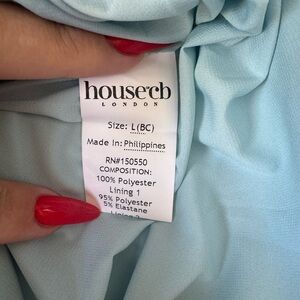 house cb
LONDON
Size: L(BC)
Made In: Philippines
RN#150550
COMPOSITION:
100% Polyester
Lining 1
95% Polyester
5% Elastane